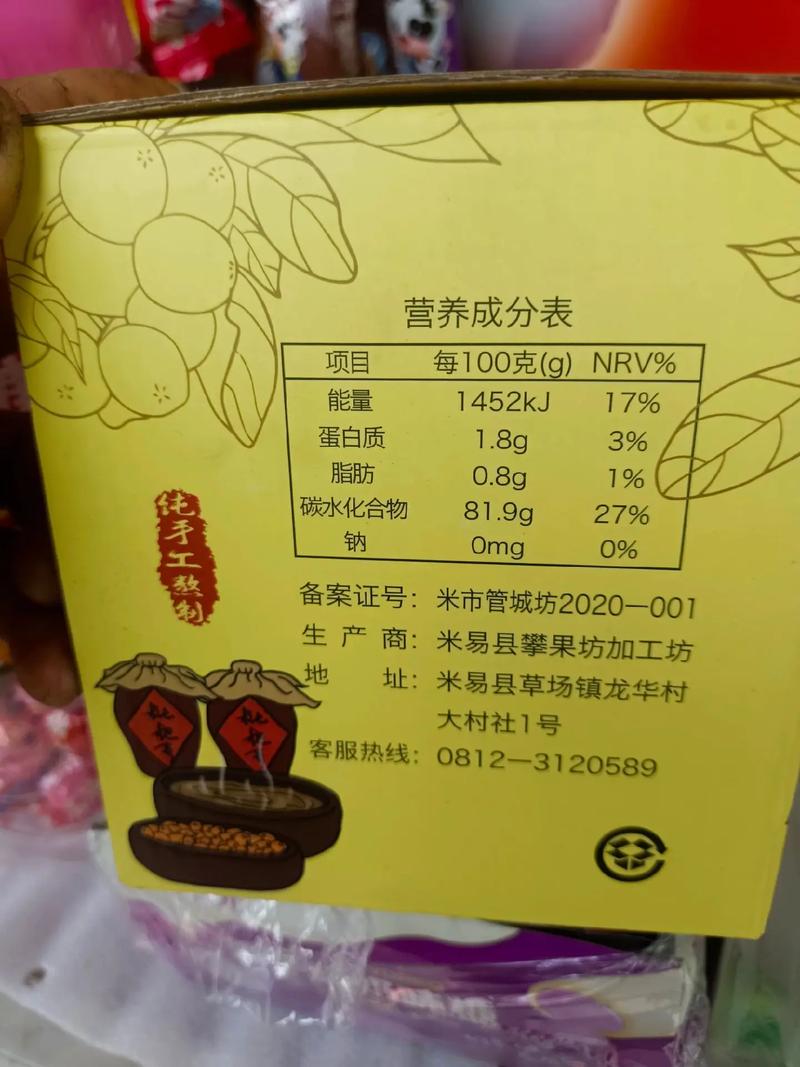 营养成分表
项目 每100克(g) NRV%
能量 1452kJ 17%
蛋白质 1.8g 3%
脂肪 0.8g 1%
碳水化合物 81.9g 27%
钠 0mg 0%
纯手工熬制
备案证号：米市管城坊2020—001
生产商：米易县攀果坊加工坊
地址：米易县草场镇龙华村
大村社1号
客服热线：0812—3120589
枇杷膏